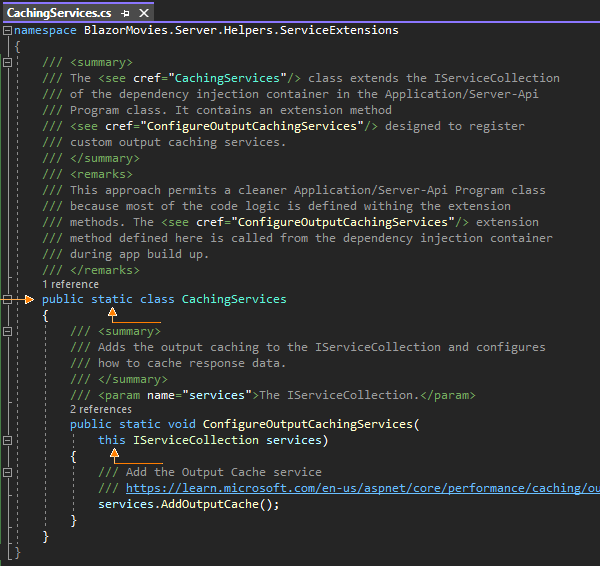 CachingServices.cs
namespace BlazorMovies.Server.Helpers.ServiceExtensions
{
/// <summary>
/// The <see cref="CachingServices"/> class extends the IServiceCollection
/// of the dependency injection container in the Application/Server-Api
/// Program class. It contains an extension method
/// <see cref="ConfigureOutputCachingServices"/> designed to register
/// custom output caching services.
/// </summary>
/// <remarks>
/// This approach permits a cleaner Application/Server-Api Program class
/// because most of the code logic is defined withing the extension
/// methods. The <see cref="ConfigureOutputCachingServices"/> extension
/// method defined here is called from the dependency injection container
/// during app build up.
/// </remarks>
1 reference
public static class CachingServices
{
/// <summary>
/// Adds the output caching to the IServiceCollection and configures
/// how to cache response data.
/// </summary>
/// <param name="services">The IServiceCollection.</param>
2 references
public static void ConfigureOutputCachingServices(
this IServiceCollection services)
{
/// Add the Output Cache service
/// https://learn.microsoft.com/en-us/aspnet/core/performance/caching/ou
services.AddOutputCache();
}
}
}